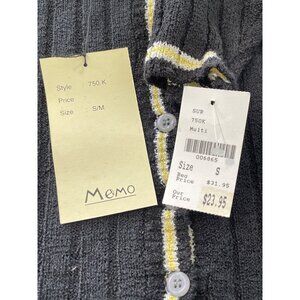 Style 750.K
Price
Size S/M
MeMo
SUB
750K
Multi
006865
Size S
Reg
Price $31.95
Our
Price $23.95